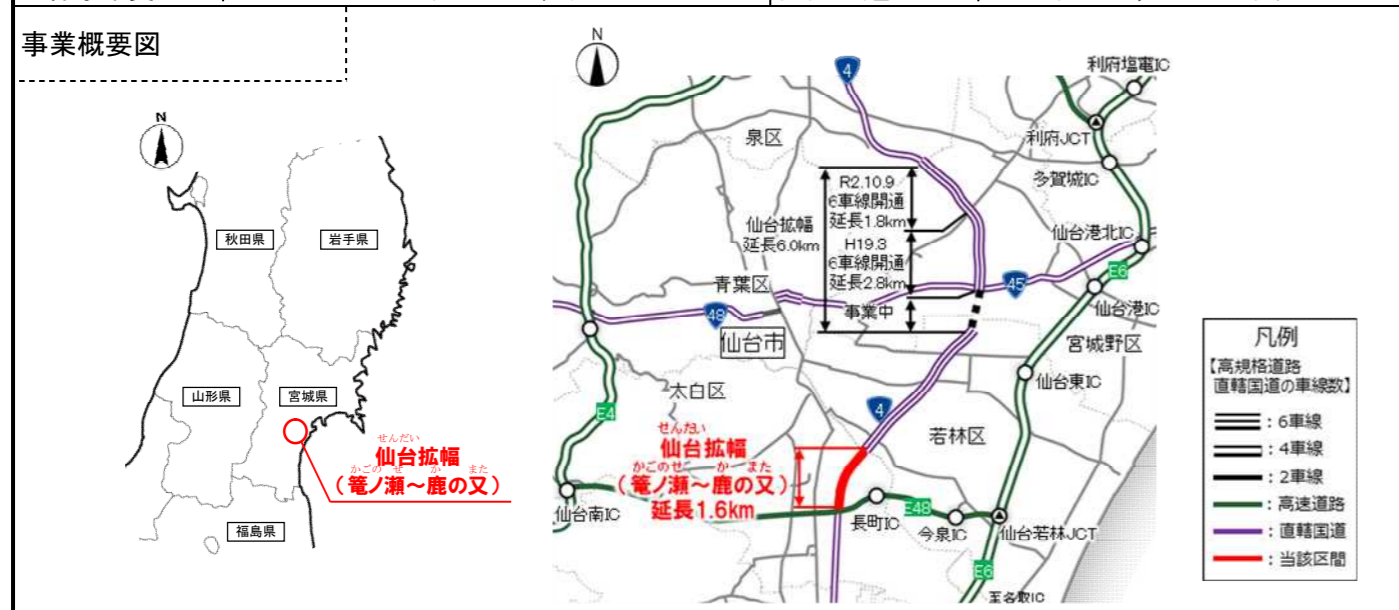 事業概要図
N
秋田県
岩手県
山形県
宮城県
福島県
せんだい
仙台拡幅
かごのせ か また
(篭ノ瀬～鹿の又)
N
4
利府塩竈IC
利府JCT
泉区
多賀城IC
R2.10.9
6車線開通
延長1.8km
仙台拡幅
延長6.0km
H19.3
6車線開通
延長2.8km
事業中
仙台港北IC
E6
45
仙台港IC
青葉区
48
仙台市
宮城野区
仙台東IC
太白区
E4
4
若林区
せんだい
仙台拡幅
かごのせ か また
(篭ノ瀬～鹿の又)
延長1.6km
仙台南IC
長町IC
E48
今泉IC
仙台若林JCT
E6
至名取IC
凡例
【高規格道路
直轄国道の車線数】
：6車線
：4車線
：2車線
：高速道路
：直轄国道
：当該区間